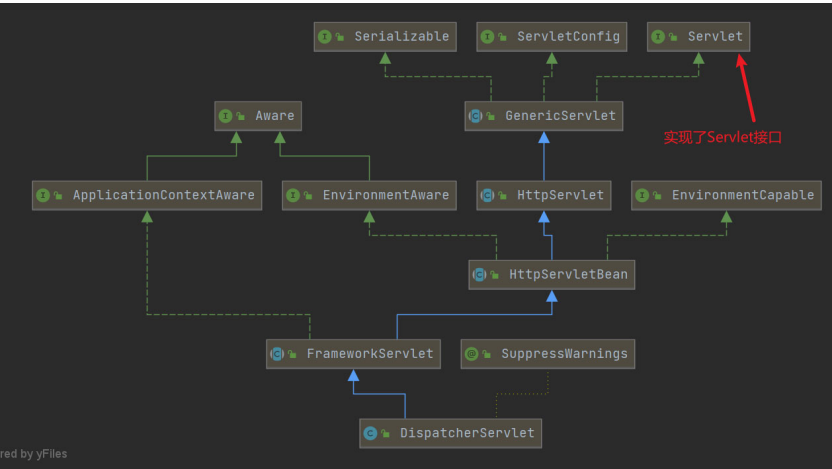 Serializable
ServletConfig
Servlet
Aware
GenericServlet
实现了Servlet接口
ApplicationContextAware
EnvironmentAware
HttpServlet
EnvironmentCapable
HttpServletBean
FrameworkServlet
SuppressWarnings
DispatcherServlet
red by yFiles